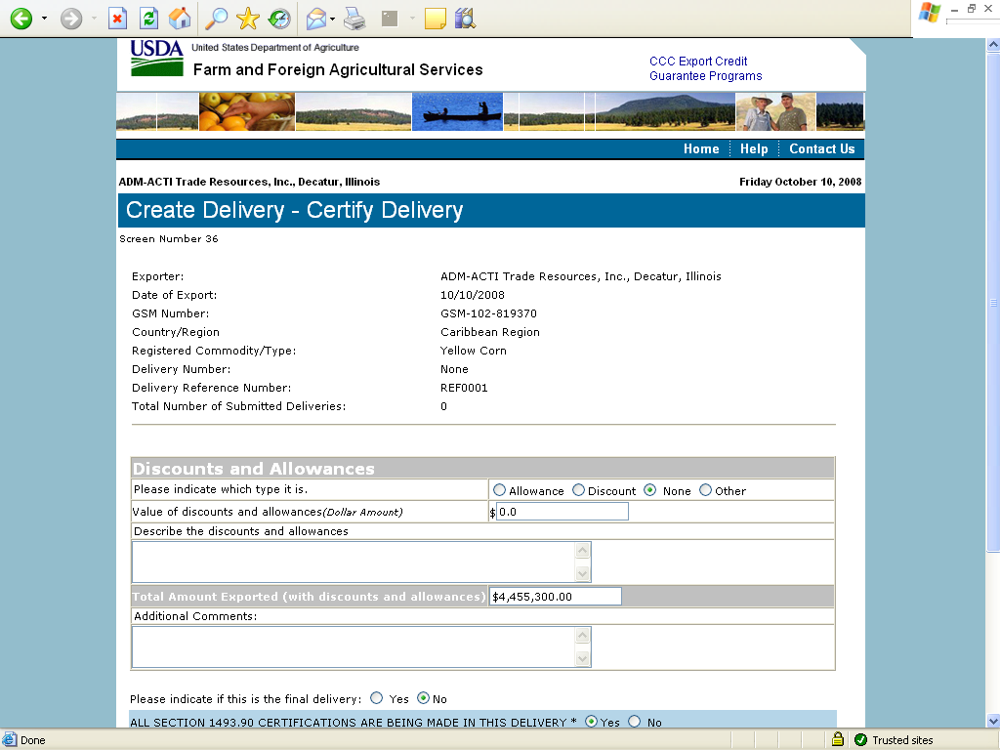 USDA United States Department of Agriculture
Farm and Foreign Agricultural Services
CCC Export Credit
Guarantee Programs
Home Help Contact Us
ADM-ACTI Trade Resources, Inc., Decatur, Illinois Friday October 10, 2008
Create Delivery - Certify Delivery
Screen Number 36
Exporter: ADM-ACTI Trade Resources, Inc., Decatur, Illinois
Date of Export: 10/10/2008
GSM Number: GSM-102-819370
Country/Region Caribbean Region
Registered Commodity/Type: Yellow Corn
Delivery Number: None
Delivery Reference Number: REF0001
Total Number of Submitted Deliveries: 0
Discounts and Allowances
Please indicate which type it is. Allowance Discount None Other
Value of discounts and allowances(Dollar Amount) $ 0.0
Describe the discounts and allowances
Total Amount Exported (with discounts and allowances) $4,455,300.00
Additional Comments:
Please indicate if this is the final delivery: Yes No
ALL SECTION 1493.90 CERTIFICATIONS ARE BEING MADE IN THIS DELIVERY * Yes No
Done Trusted sites